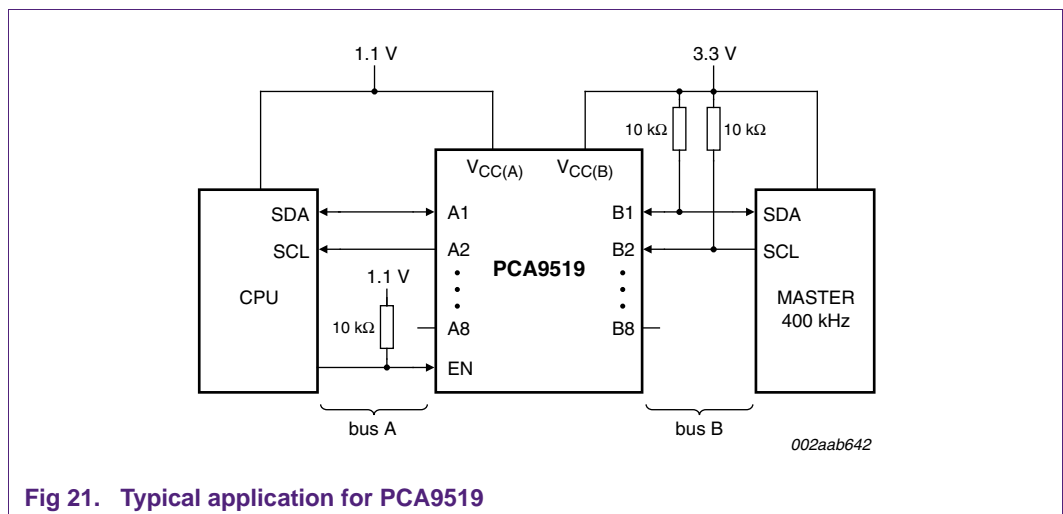 1.1 V
3.3 V
10 kΩ
10 kΩ
VCC(A)
VCC(B)
SDA
A1
B1
SDA
SCL
A2
B2
SCL
PCA9519
1.1 V
CPU
MASTER
400 kHz
10 kΩ
A8
B8
EN
bus A
bus B
002aab642
Fig 21. Typical application for PCA9519